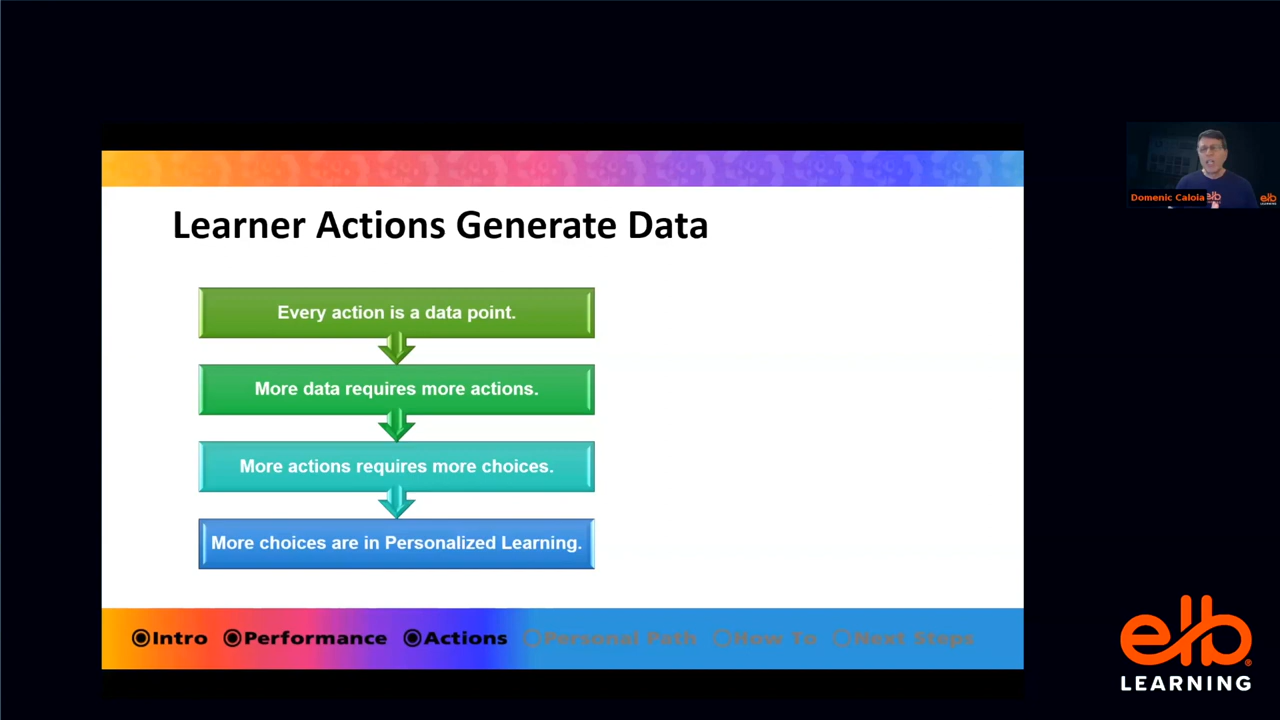 Learner Actions Generate Data
Every action is a data point.
More data requires more actions.
More actions requires more choices.
More choices are in Personalized Learning.
Intro Performance Actions Personal Path How To Next Steps
Domenic Caloia
elb
LEARNING
elb
LEARNING